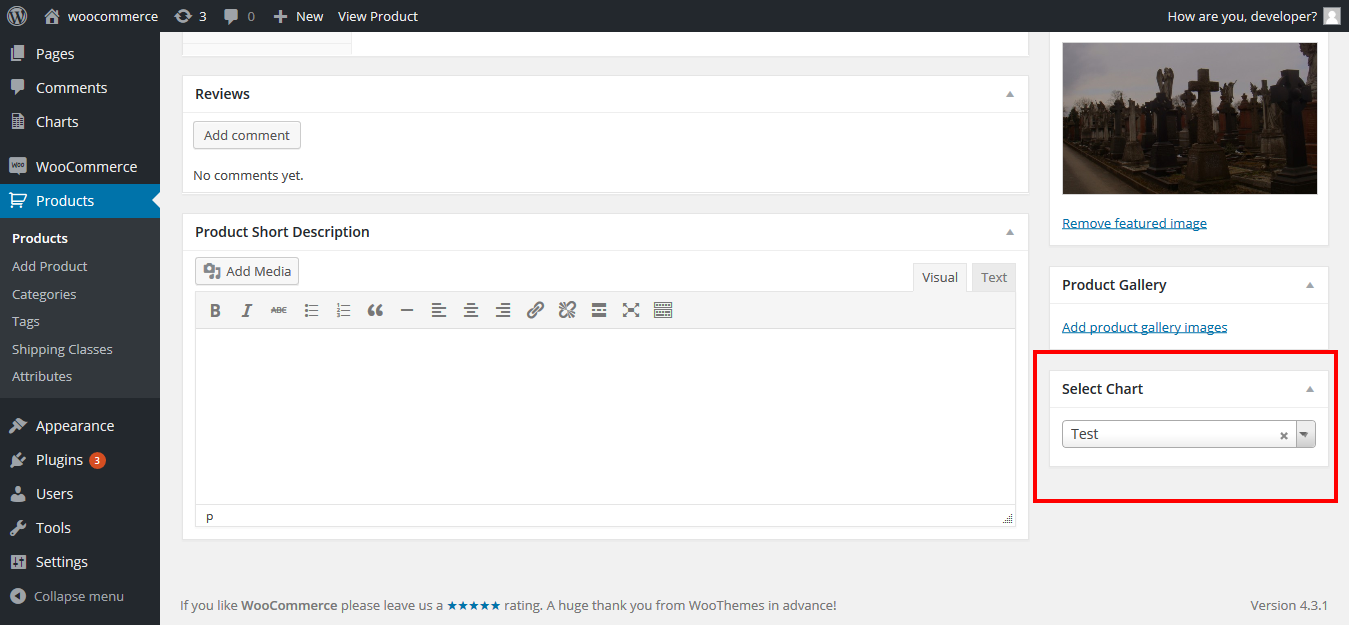 woocommerce 3 0 New View Product How are you, developer?
Pages
Comments
Charts
WooCommerce
Products
Products
Add Product
Categories
Tags
Shipping Classes
Attributes
Appearance
Plugins 3
Users
Tools
Settings
Collapse menu
Reviews
Add comment
No comments yet.
Product Short Description
Add Media
Visual Text
B I ABC
p
Remove featured image
Product Gallery
Add product gallery images
Select Chart
Test
If you like WooCommerce please leave us a ★★★★★ rating. A huge thank you from WooThemes in advance!
Version 4.3.1